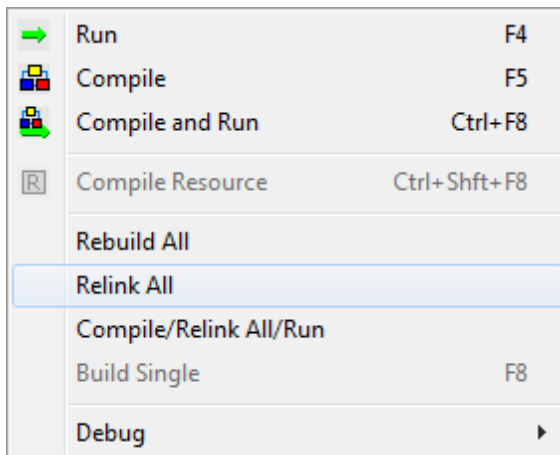 Run F4
Compile F5
Compile and Run Ctrl+F8
R Compile Resource Ctrl+Shft+F8
Rebuild All
Relink All
Compile/Relink All/Run
Build Single F8
Debug